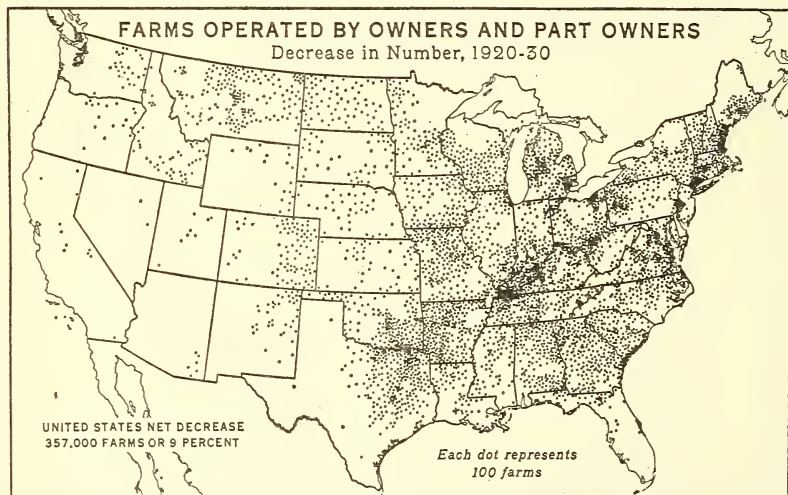 FARMS OPERATED BY OWNERS AND PART OWNERS
Decrease in Number, 1920-30
UNITED STATES NET DECREASE
357,000 FARMS OR 9 PERCENT
Each dot represents
100 farms